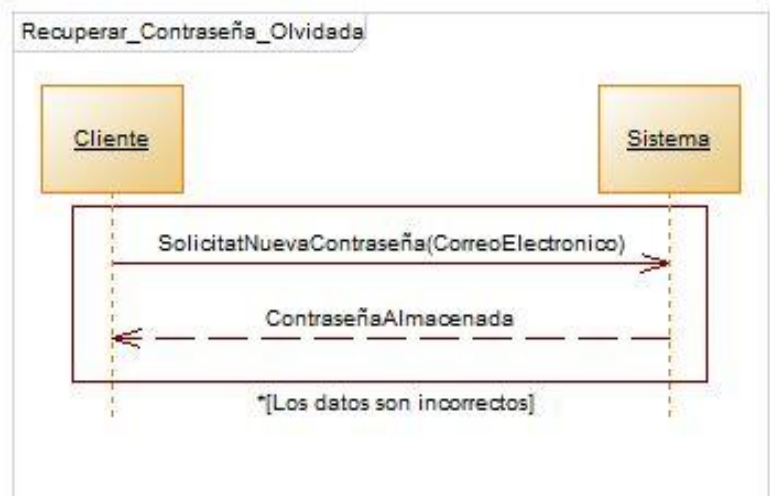 Recuperar_Contraseña_Olvidada
Cliente
Sistema
SolicitatNuevaContraseña(CorreoElectronico)
ContraseñaAlmacenada
*[Los datos son incorrectos]